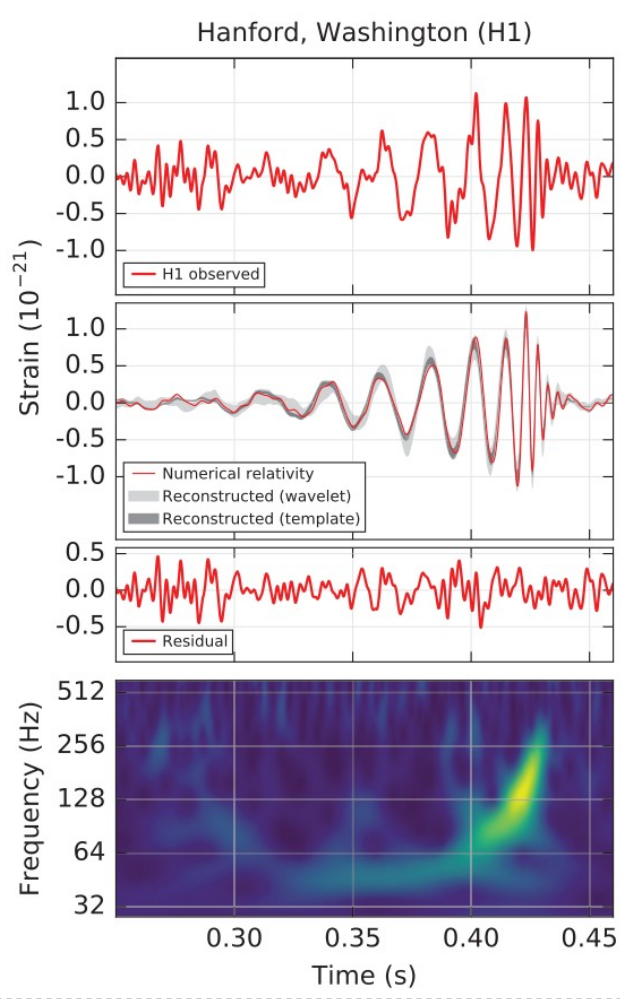 Hanford, Washington (H1)
Strain (10⁻²¹)
1.0
0.5
0.0
-0.5
-1.0
H1 observed
1.0
0.5
0.0
-0.5
-1.0
Numerical relativity
Reconstructed (wavelet)
Reconstructed (template)
0.5
0.0
-0.5
Residual
Frequency (Hz)
512
256
128
64
32
0.30 0.35 0.40 0.45
Time (s)